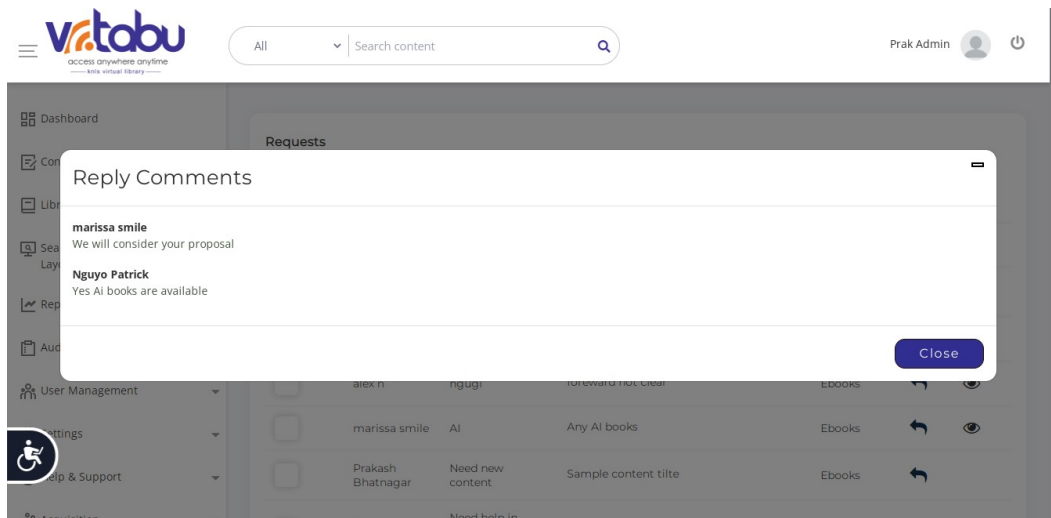 vrtabu
access anywhere anytime
knls virtual library
All
Search content
Prak Admin
Dashboard
Requests
Reply Comments
marissa smile
We will consider your proposal
Nguyo Patrick
Yes Ai books are available
Close
User Management
alex n ngugi foreward not clear Ebooks
Settings
marissa smile AI Any AI books Ebooks
Help & Support
Prakash Bhatnagar
Need new content
Sample content tilte
Ebooks
Need help in